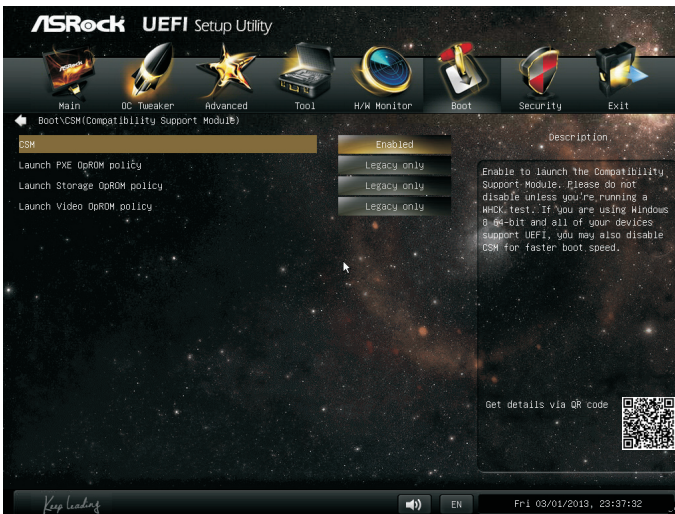 ASRock UEFI Setup Utility
Main OC Tweaker Advanced Tool H/W Monitor Boot Security Exit
Boot\CSM(Compatibility Support Module)
CSM Enabled
Launch PXE OpROM policy Legacy only
Launch Storage OpROM policy Legacy only
Launch Video OpROM policy Legacy only
Description
Enable to launch the Compatibility
Support Module. Please do not
disable unless you're running a
WHCK test. If you are using Windows
8 64-bit and all of your devices
support UEFI, you may also disable
CSM for faster boot speed.
Get details via QR code
Keep Leading
EN
Fri 03/01/2013, 23:37:32